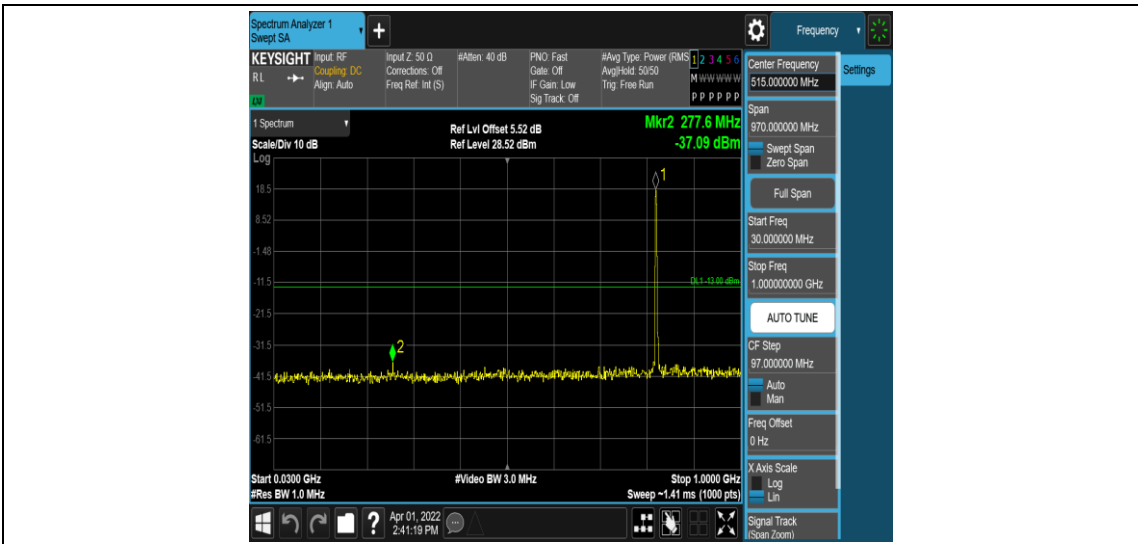 Spectrum Analyzer 1
Swept SA
+
Frequency
KEYSIGHT
RL
LXI
Input: RF
Coupling: DC
Align: Auto
Input Z: 50 Ω
Corrections: Off
Freq Ref: Int (S)
#Atten: 40 dB
PNO: Fast
Gate: Off
IF Gain: Low
Sig Track: Off
#Avg Type: Power (RMS
Avg|Hold: 50/50
Trig: Free Run
1 2 3 4 5 6
M W W W W W
P P P P P P
Center Frequency
515.000000 MHz
Settings
1 Spectrum
Scale/Div 10 dB
Log
Ref Lvl Offset 5.52 dB
Ref Level 28.52 dBm
Mkr2 277.6 MHz
-37.09 dBm
Span
970.000000 MHz
Swept Span
Zero Span
Full Span
Start Freq
30.000000 MHz
Stop Freq
1.000000000 GHz
AUTO TUNE
CF Step
97.000000 MHz
Auto
Man
Freq Offset
0 Hz
X Axis Scale
Log
Lin
Signal Track
(Span Zoom)
1
18.5
8.52
-1.48
-11.5
DL1 -13.00 dBm
-21.5
-31.5
2
-41.5
-51.5
-61.5
Start 0.0300 GHz
#Res BW 1.0 MHz
#Video BW 3.0 MHz
Stop 1.0000 GHz
Sweep ~1.41 ms (1000 pts)
?
Apr 01, 2022
2:41:19 PM